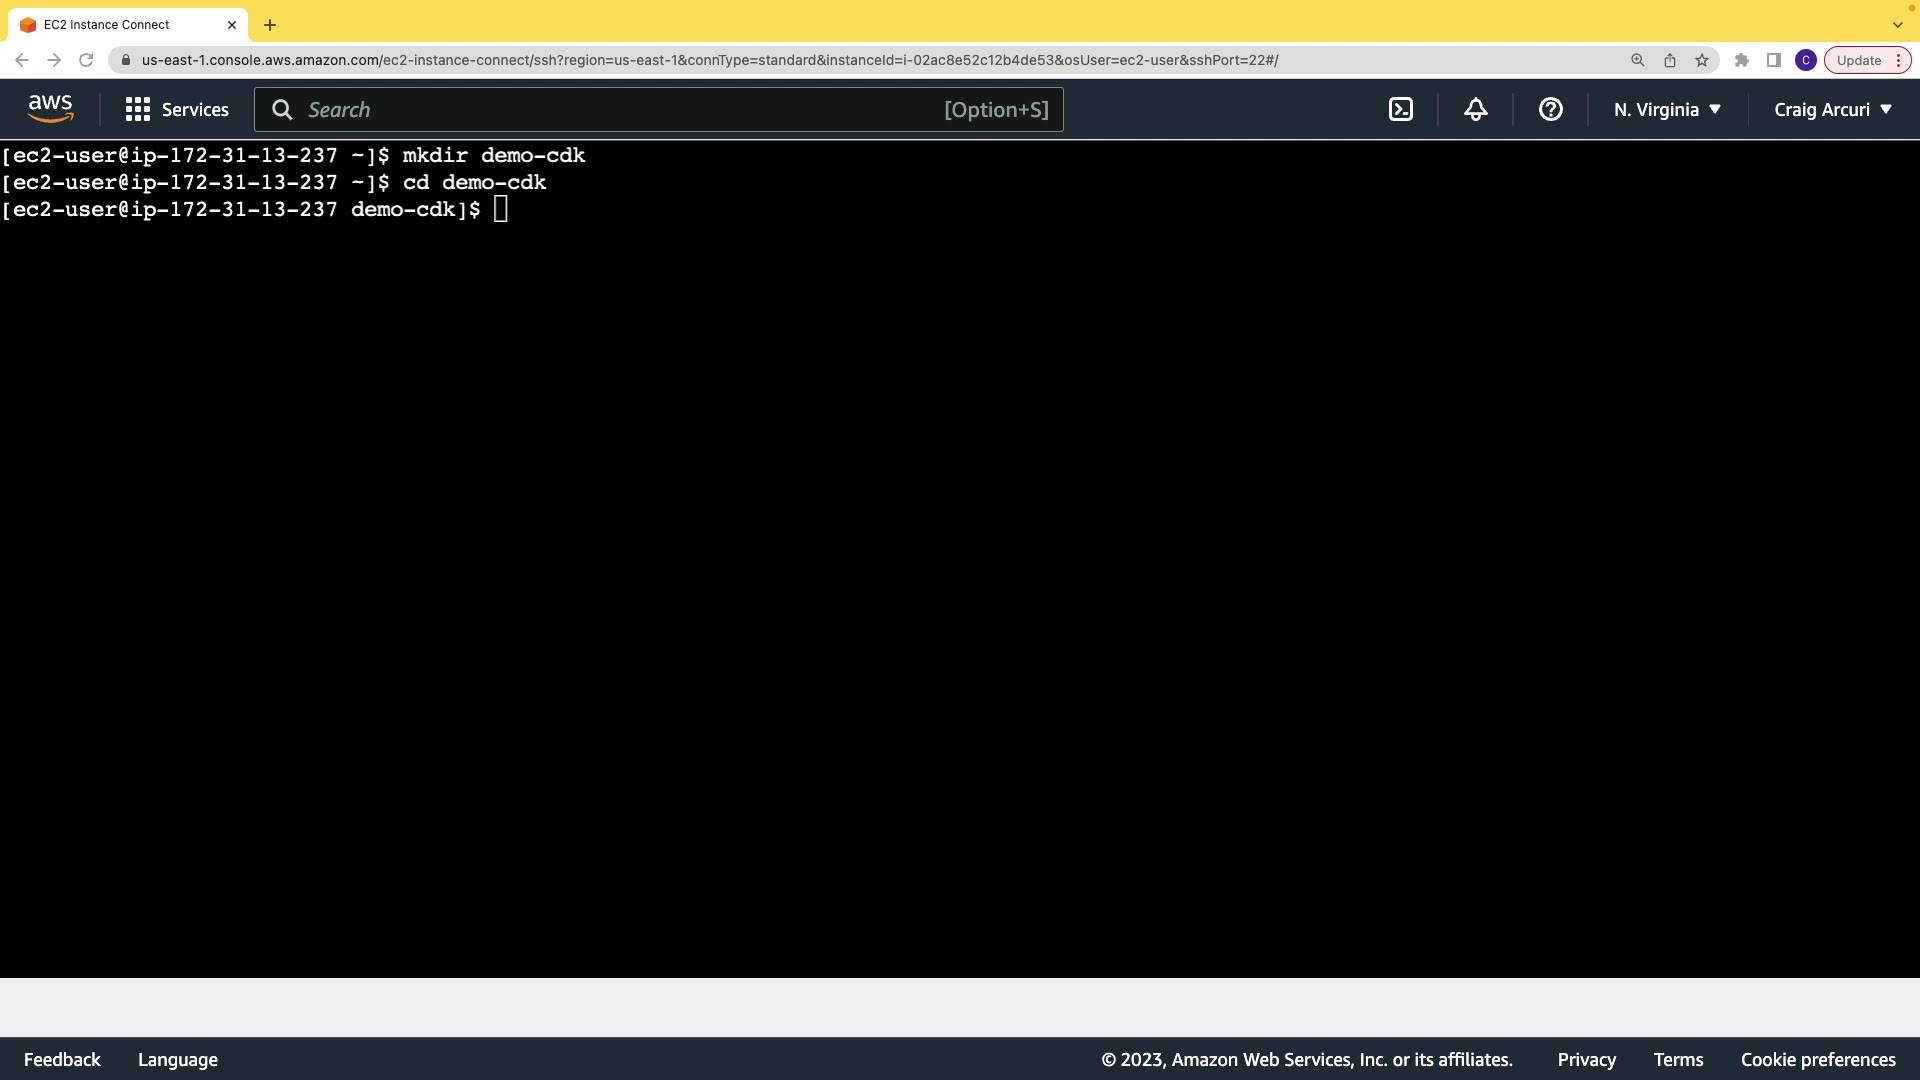 EC2 Instance Connect
us-east-1.console.aws.amazon.com/ec2-instance-connect/ssh?region=us-east-1&connType=standard&instanceId=i-02ac8e52c12b4de53&osUser=ec2-user&sshPort=22#/
C
Update
aws
Services
Search
[Option+S]
N. Virginia
Craig Arcuri
[ec2-user@ip-172-31-13-237 ~]$ mkdir demo-cdk
[ec2-user@ip-172-31-13-237 ~]$ cd demo-cdk
[ec2-user@ip-172-31-13-237 demo-cdk]$
Feedback
Language
© 2023, Amazon Web Services, Inc. or its affiliates.
Privacy
Terms
Cookie preferences